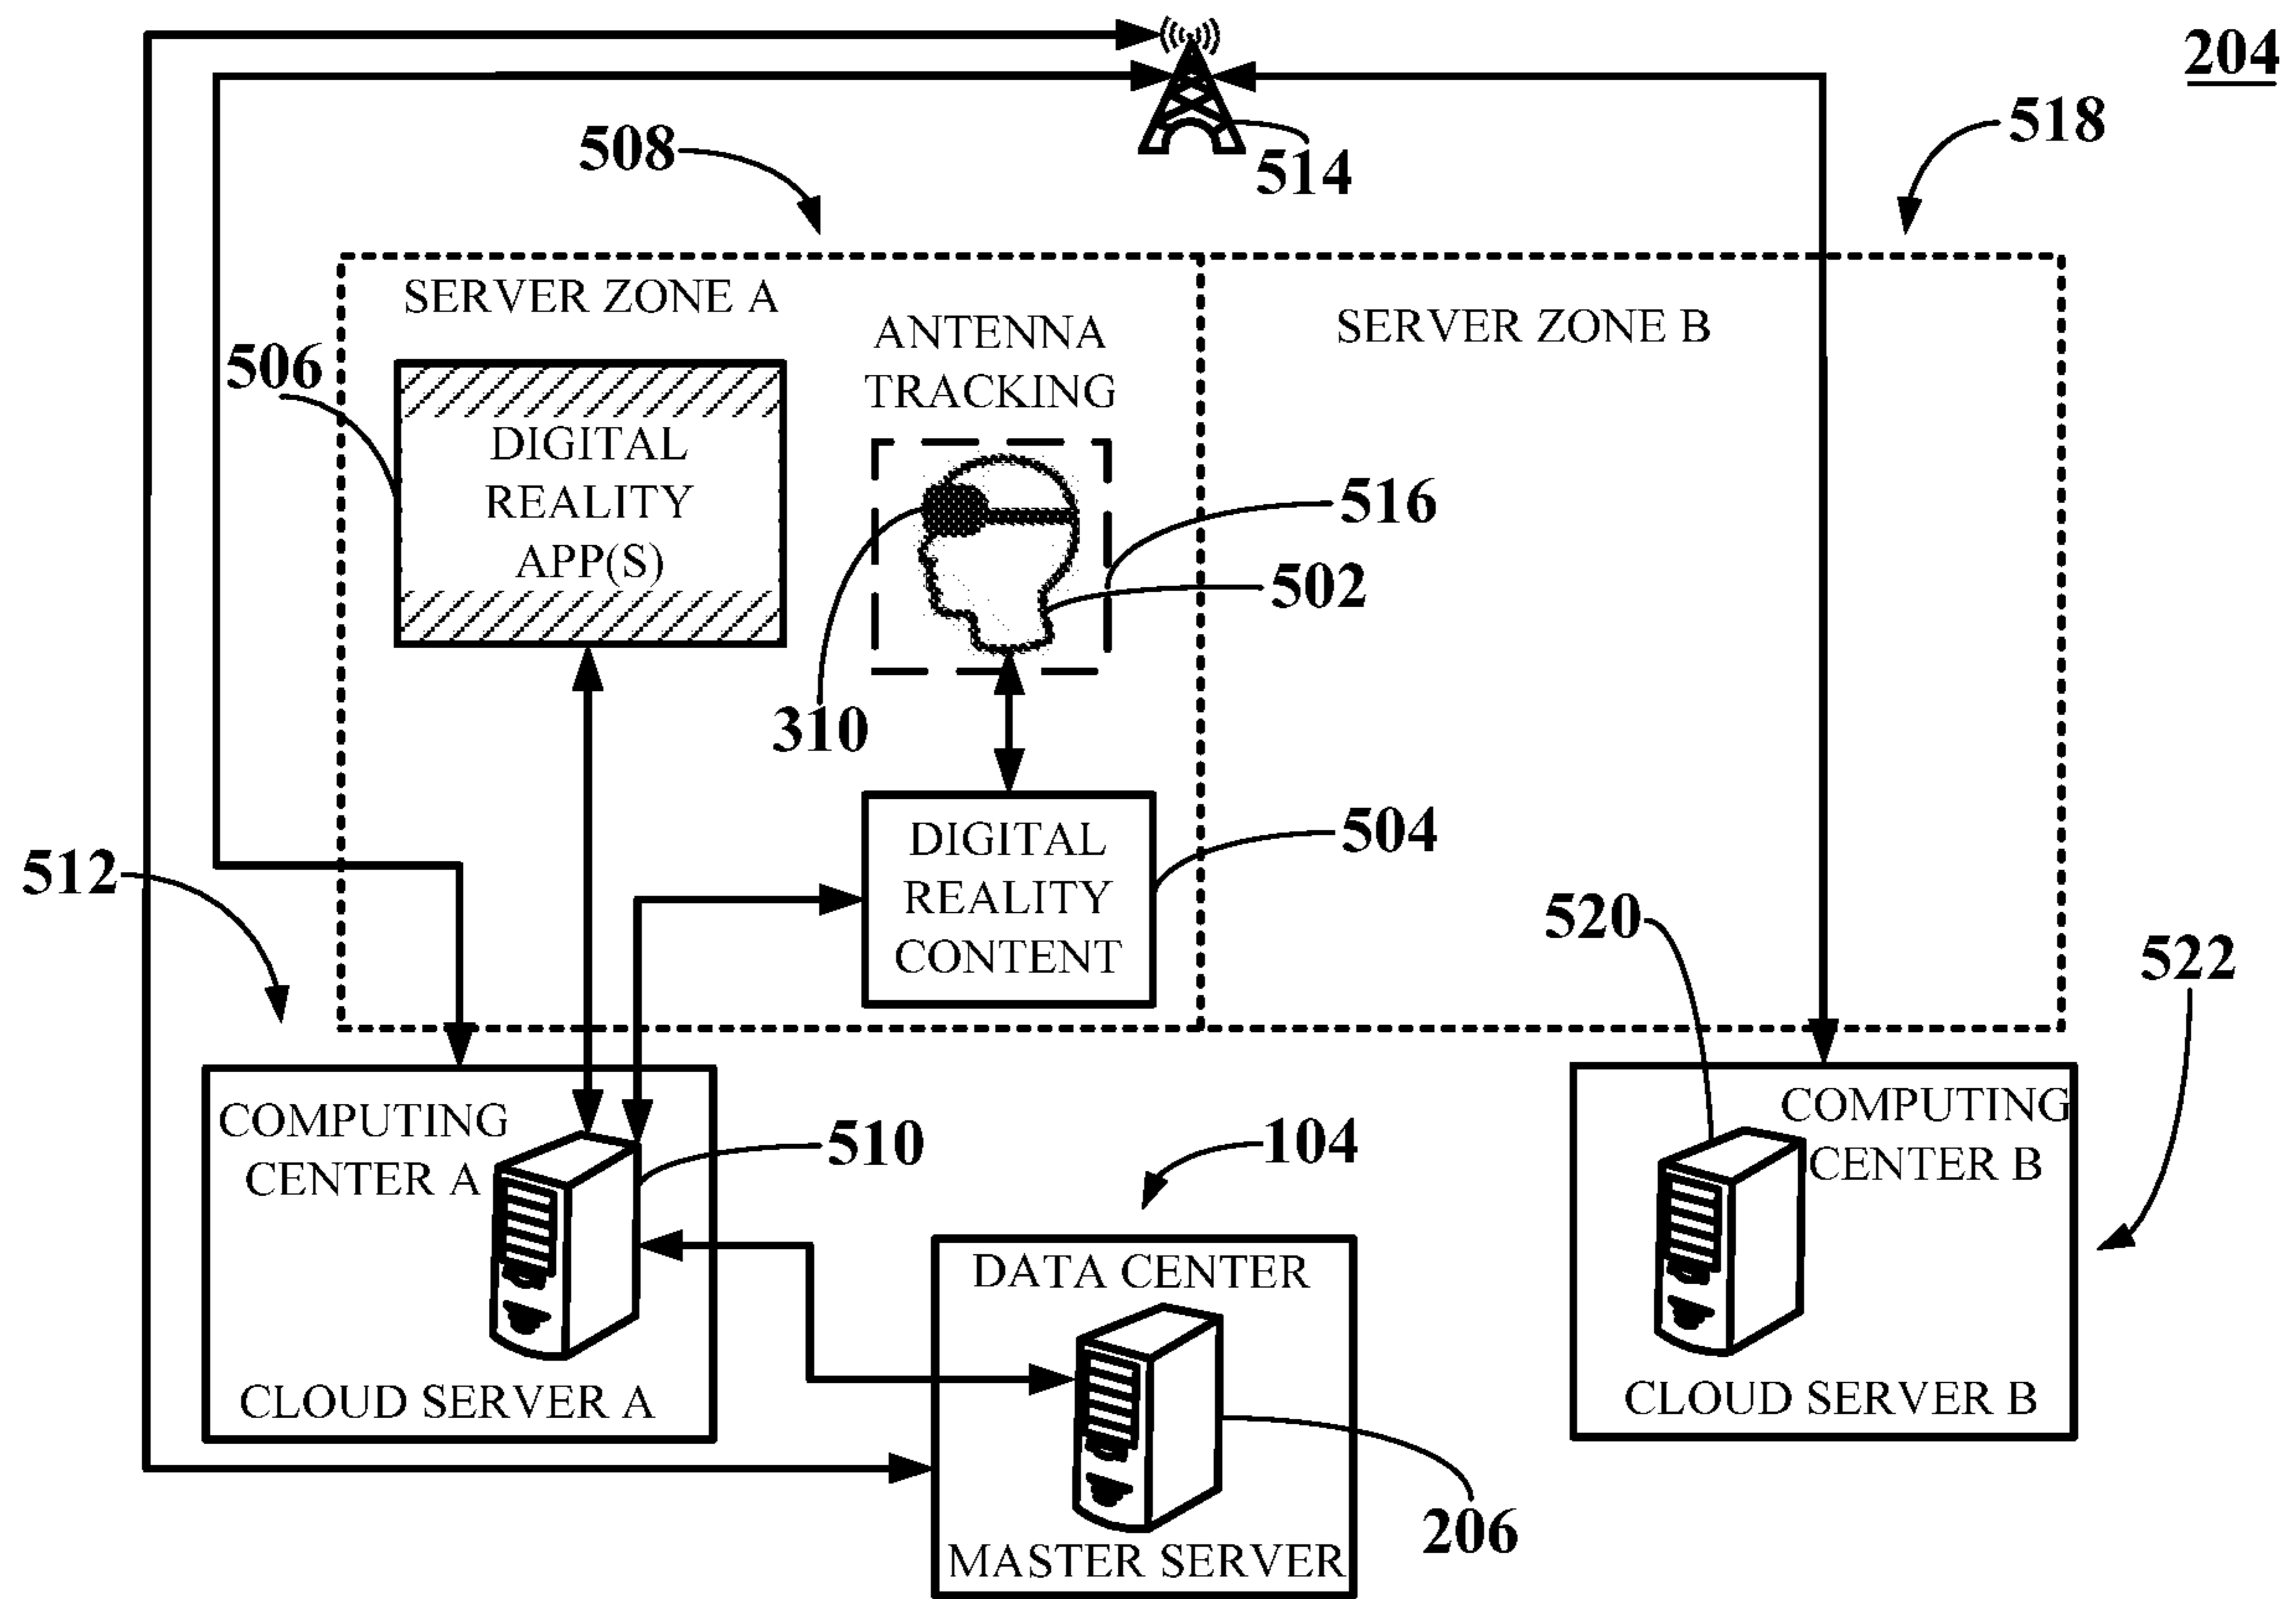 204
518
508
514
SERVER ZONE A
ANTENNA
TRACKING
SERVER ZONE B
506
DIGITAL
REALITY
APP(S)
516
502
310
DIGITAL
REALITY
CONTENT
504
512
520
522
COMPUTING
CENTER A
510
CLOUD SERVER A
104
DATA CENTER
206
MASTER SERVER
COMPUTING
CENTER B
CLOUD SERVER B